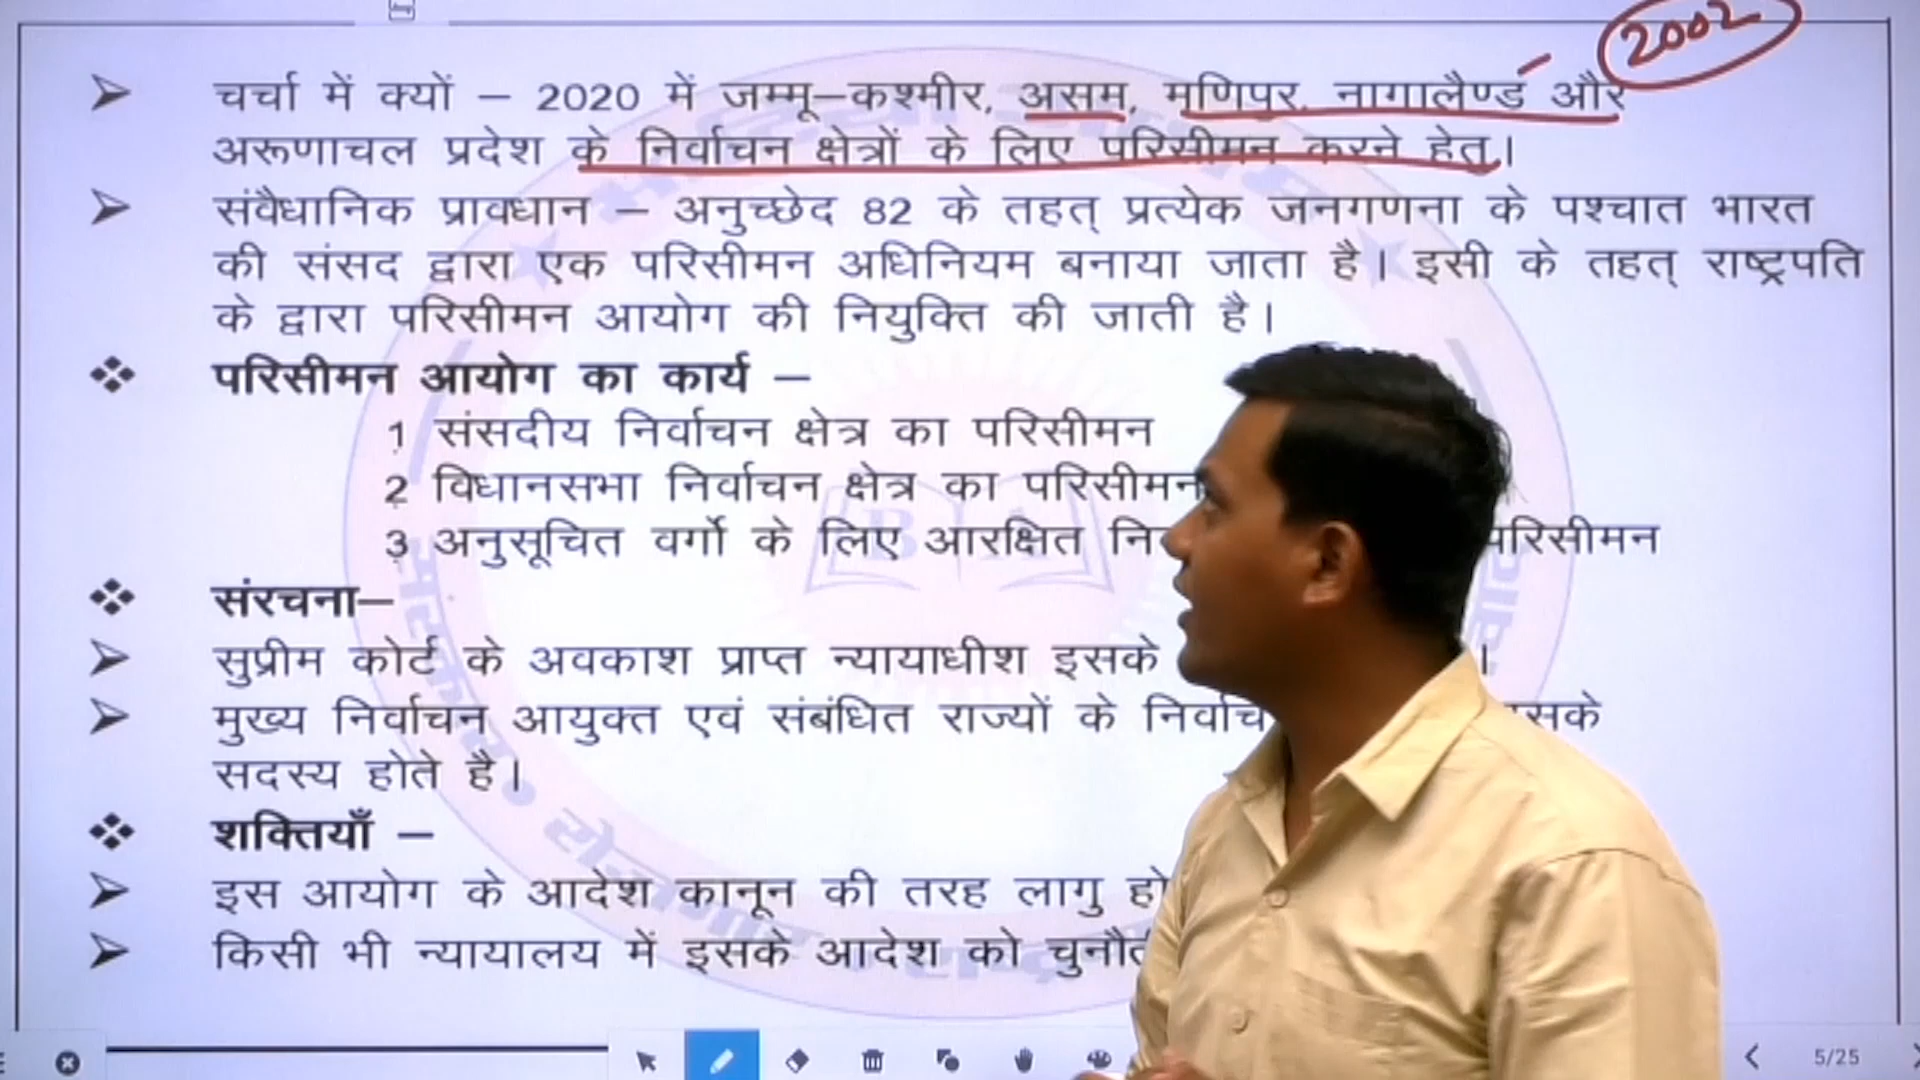 2002
चर्चा में क्यों – 2020 में जम्मू–कश्मीर, असम, मणिपुर, नागालैण्ड और
अरूणाचल प्रदेश के निर्वाचन क्षेत्रों के लिए परिसीमन करने हेतु।
संवैधानिक प्रावधान – अनुच्छेद 82 के तहत् प्रत्येक जनगणना के पश्चात भारत
की संसद द्वारा एक परिसीमन अधिनियम बनाया जाता है। इसी के तहत् राष्ट्रपति
के द्वारा परिसीमन आयोग की नियुक्ति की जाती है।
परिसीमन आयोग का कार्य –
1 संसदीय निर्वाचन क्षेत्र का परिसीमन
2 विधानसभा निर्वाचन क्षेत्र का परिसीमन
3 अनुसूचित वर्गो के लिए आरक्षित परिसीमन
संरचना–
सुप्रीम कोर्ट के अवकाश प्राप्त न्यायाधीश इसके ।
मुख्य निर्वाचन आयुक्त एवं संबंधित राज्यों के
सदस्य होते है।
शक्तियाँ –
इस आयोग के आदेश कानून की तरह लागु
किसी भी न्यायालय में इसके आदेश को
5/25